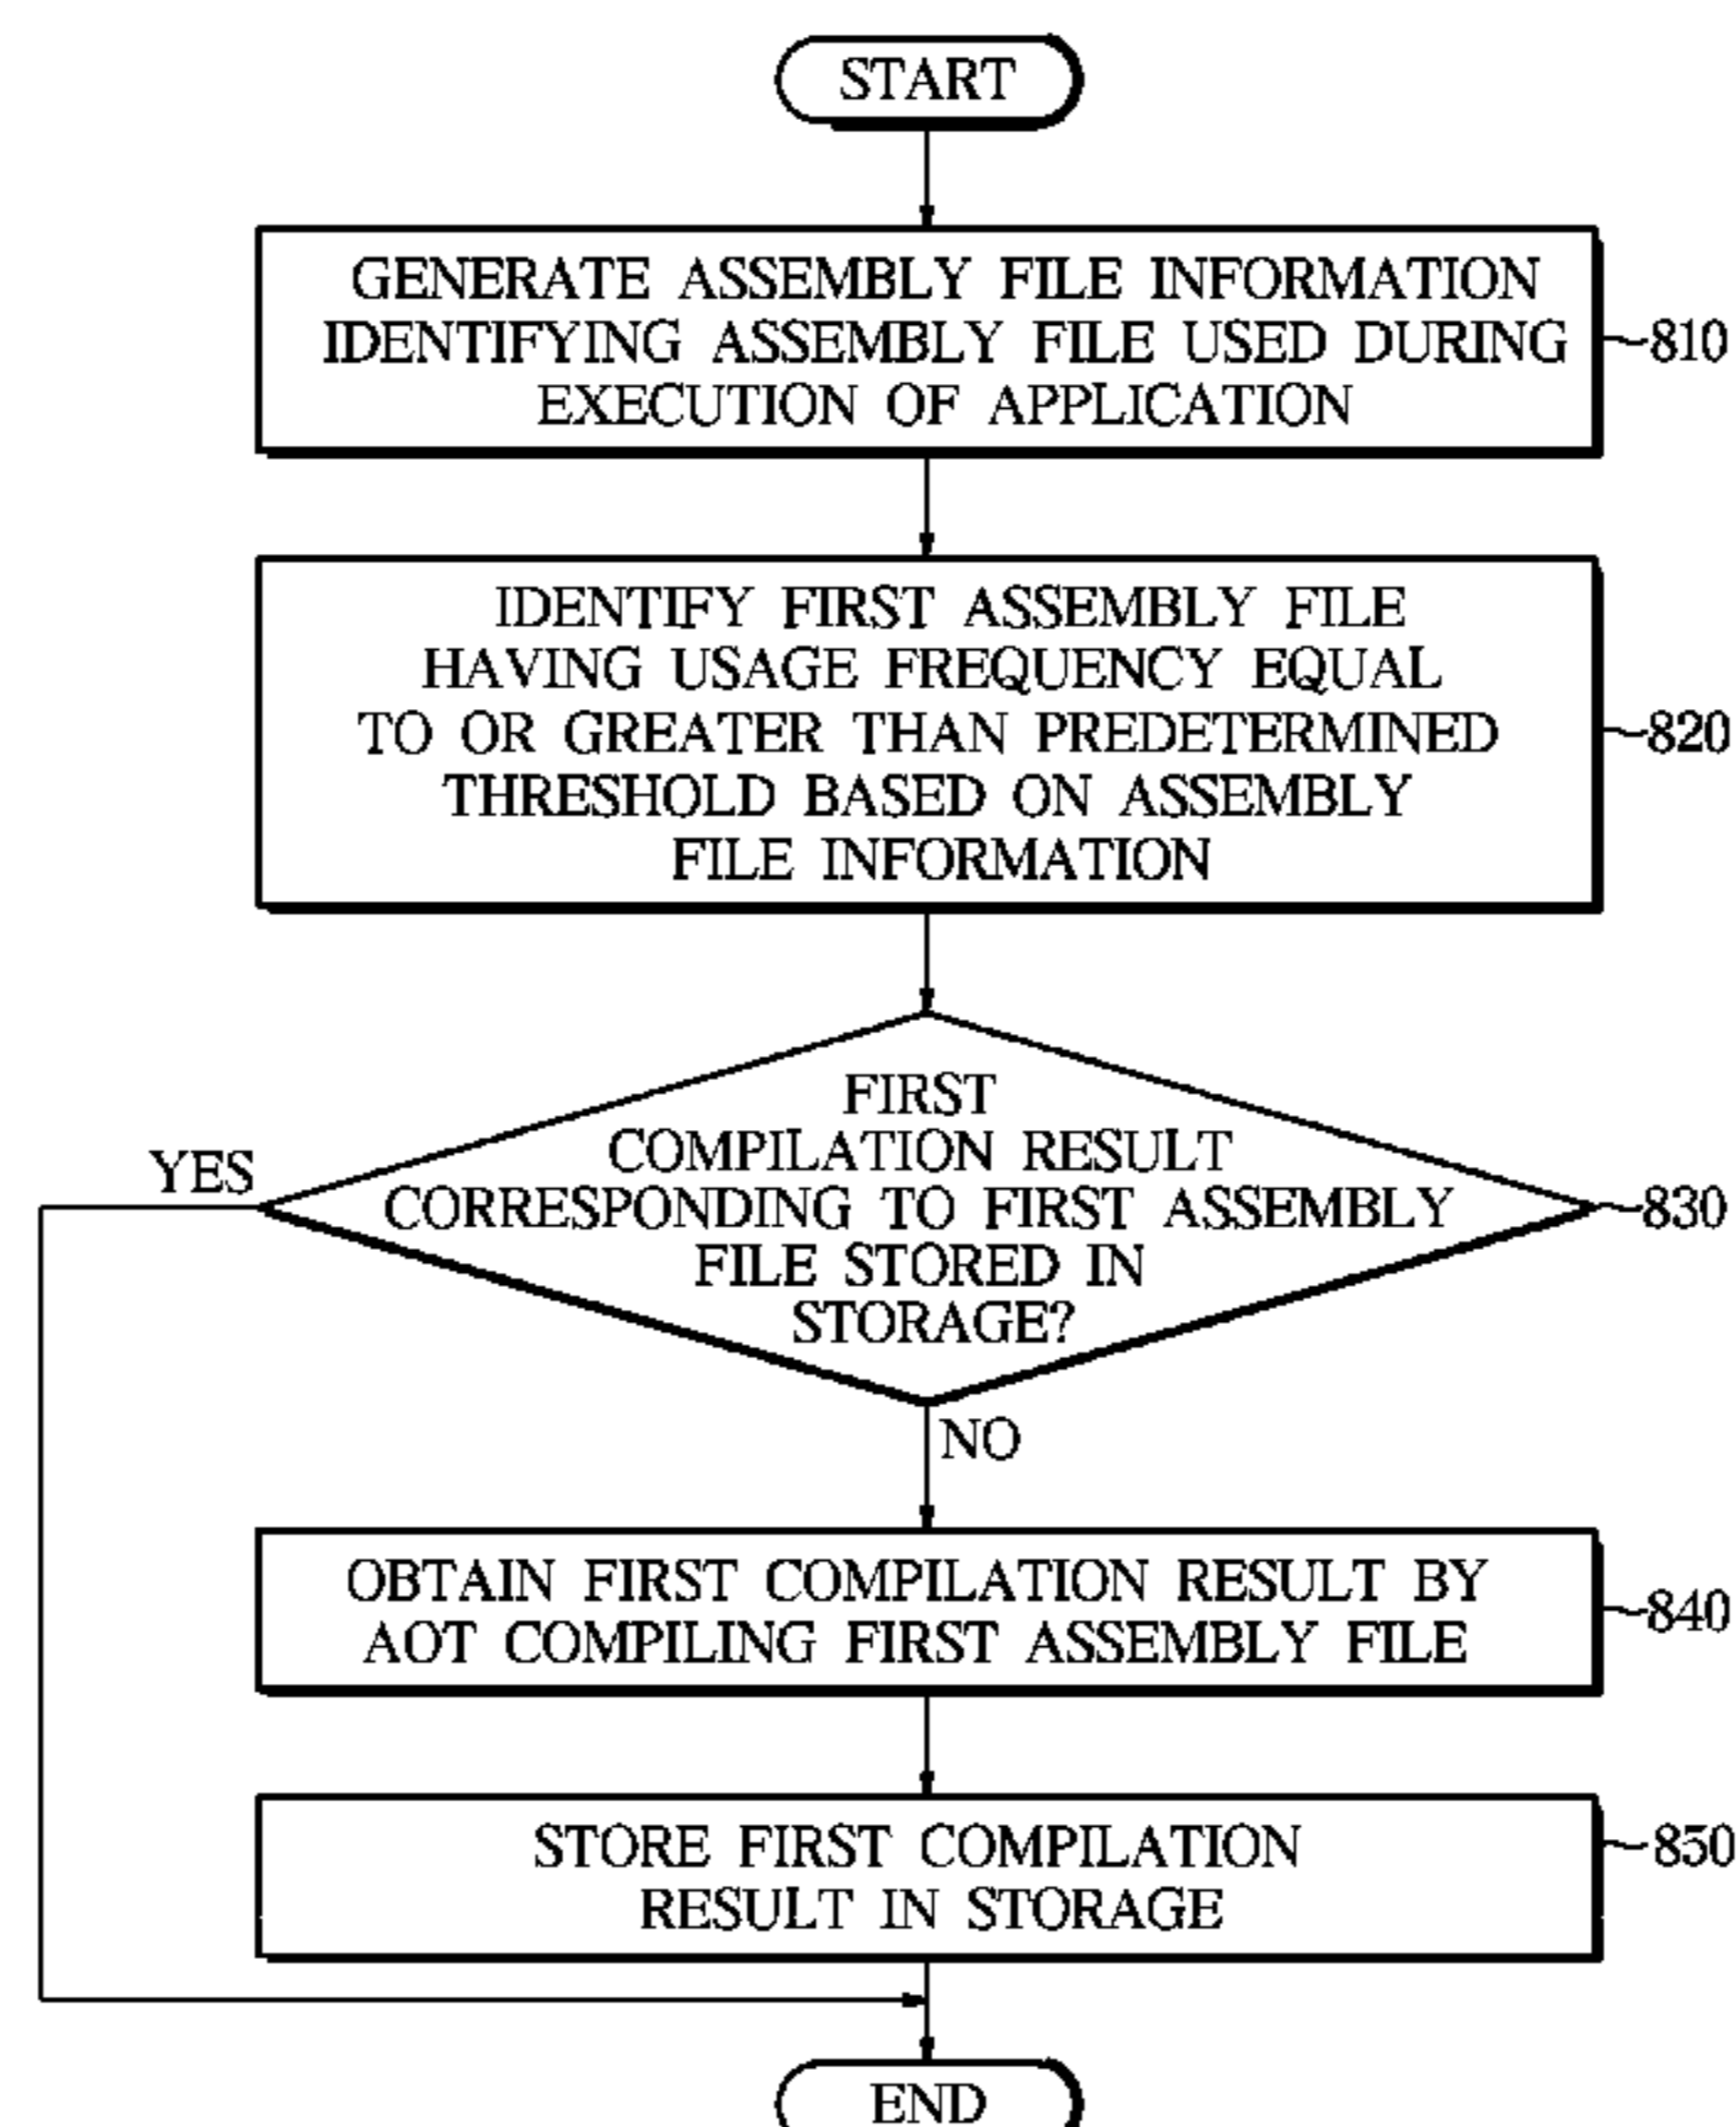 START
GENERATE ASSEMBLY FILE INFORMATION
IDENTIFYING ASSEMBLY FILE USED DURING
EXECUTION OF APPLICATION
810
IDENTIFY FIRST ASSEMBLY FILE
HAVING USAGE FREQUENCY EQUAL
TO OR GREATER THAN PREDETERMINED
THRESHOLD BASED ON ASSEMBLY
FILE INFORMATION
820
FIRST
COMPILATION RESULT
CORRESPONDING TO FIRST ASSEMBLY
FILE STORED IN
STORAGE?
830
YES
NO
OBTAIN FIRST COMPILATION RESULT BY
AOT COMPILING FIRST ASSEMBLY FILE
840
STORE FIRST COMPILATION
RESULT IN STORAGE
850
END